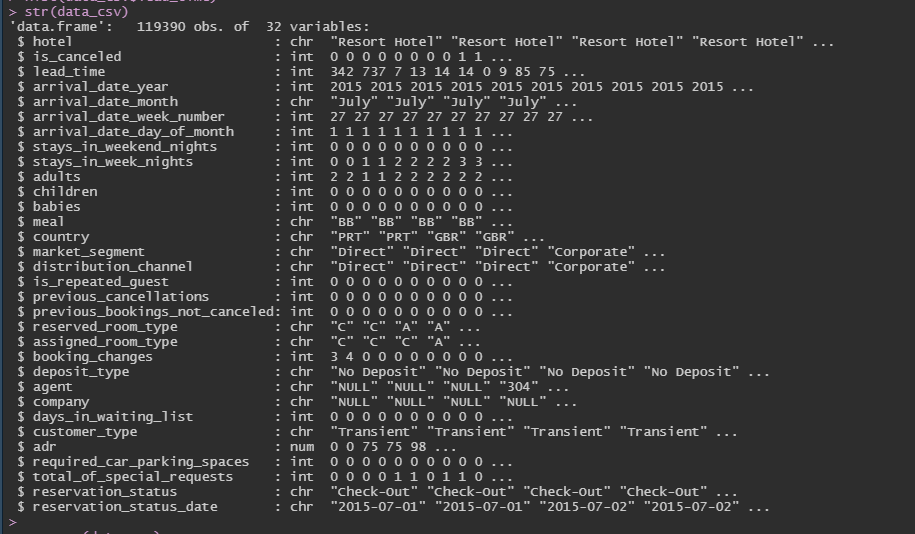 > str(data_csv)
'data.frame':   119390 obs. of  32 variables:
 $ hotel                         : chr  "Resort Hotel" "Resort Hotel" "Resort Hotel" "Resort Hotel" ...
 $ is_canceled                   : int  0 0 0 0 0 0 0 0 1 1 ...
 $ lead_time                     : int  342 737 7 13 14 14 0 9 85 75 ...
 $ arrival_date_year             : int  2015 2015 2015 2015 2015 2015 2015 2015 2015 2015 ...
 $ arrival_date_month            : chr  "July" "July" "July" "July" ...
 $ arrival_date_week_number      : int  27 27 27 27 27 27 27 27 27 27 ...
 $ arrival_date_day_of_month     : int  1 1 1 1 1 1 1 1 1 1 ...
 $ stays_in_weekend_nights       : int  0 0 0 0 0 0 0 0 0 0 ...
 $ stays_in_week_nights          : int  0 0 1 1 2 2 2 2 3 3 ...
 $ adults                        : int  2 2 1 1 2 2 2 2 2 2 ...
 $ children                      : int  0 0 0 0 0 0 0 0 0 0 ...
 $ babies                        : int  0 0 0 0 0 0 0 0 0 0 ...
 $ meal                          : chr  "BB" "BB" "BB" "BB" ...
 $ country                       : chr  "PRT" "PRT" "GBR" "GBR" ...
 $ market_segment                : chr  "Direct" "Direct" "Direct" "Corporate" ...
 $ distribution_channel          : chr  "Direct" "Direct" "Direct" "Corporate" ...
 $ is_repeated_guest             : int  0 0 0 0 0 0 0 0 0 0 ...
 $ previous_cancellations        : int  0 0 0 0 0 0 0 0 0 0 ...
 $ previous_bookings_not_canceled: int  0 0 0 0 0 0 0 0 0 0 ...
 $ reserved_room_type            : chr  "C" "C" "A" "A" ...
 $ assigned_room_type            : chr  "C" "C" "C" "A" ...
 $ booking_changes               : int  3 4 0 0 0 0 0 0 0 0 ...
 $ deposit_type                  : chr  "No Deposit" "No Deposit" "No Deposit" "No Deposit" ...
 $ agent                         : chr  "NULL" "NULL" "NULL" "304" ...
 $ company                       : chr  "NULL" "NULL" "NULL" "NULL" ...
 $ days_in_waiting_list          : int  0 0 0 0 0 0 0 0 0 0 ...
 $ customer_type                 : chr  "Transient" "Transient" "Transient" "Transient" ...
 $ adr                           : num  0 0 75 75 98 ...
 $ required_car_parking_spaces   : int  0 0 0 0 0 0 0 0 0 0 ...
 $ total_of_special_requests     : int  0 0 0 0 1 1 0 1 1 0 ...
 $ reservation_status            : chr  "Check-Out" "Check-Out" "Check-Out" "Check-Out" ...
 $ reservation_status_date       : chr  "2015-07-01" "2015-07-01" "2015-07-02" "2015-07-02" ...
>